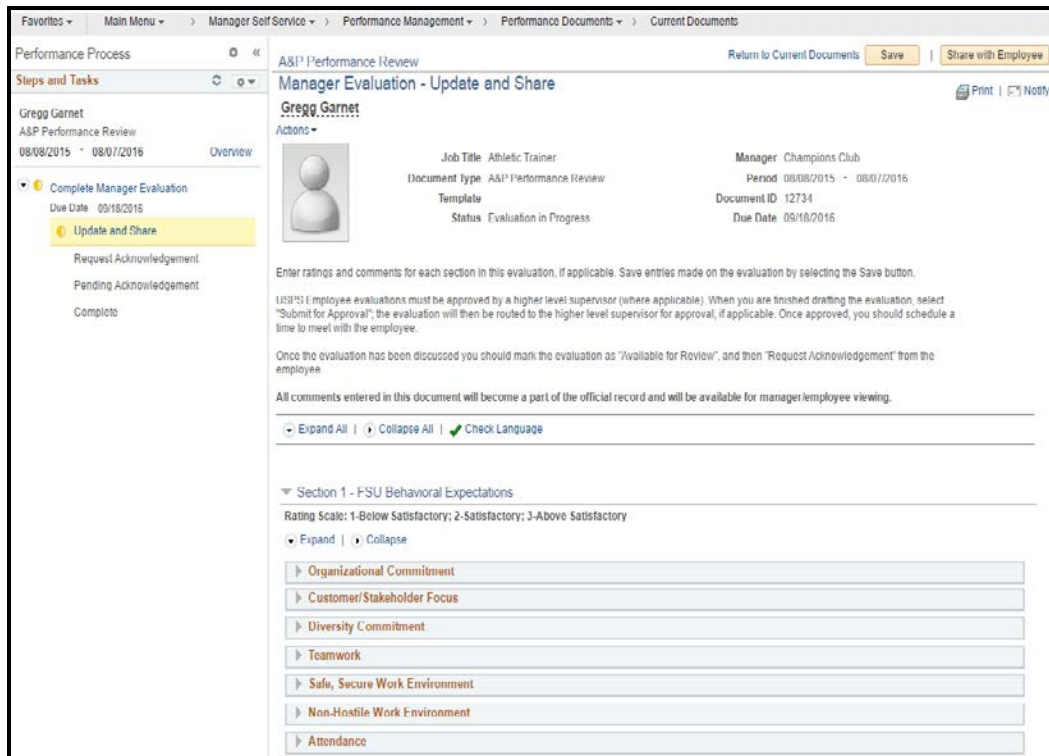 Favorites Main Menu > Manager Self Service > Performance Management > Performance Documents > Current Documents
Performance Process «
Steps and Tasks
Gregg Garnet
A&P Performance Review
08/08/2015 - 08/07/2016 Overview
Complete Manager Evaluation
Due Date 09/18/2016
Update and Share
Request Acknowledgement
Pending Acknowledgement
Complete
A&P Performance Review Return to Current Documents Save | Share with Employee
Manager Evaluation - Update and Share
Print | Notify
Gregg Garnet
Actions
Job Title Athletic Trainer Manager Champions Club
Document Type A&P Performance Review Period 08/08/2015 - 08/07/2016
Template Document ID 12734
Status Evaluation in Progress Due Date 09/18/2016
Enter ratings and comments for each section in this evaluation, if applicable. Save entries made on the evaluation by selecting the Save button.
USPS Employee evaluations must be approved by a higher level supervisor (where applicable). When you are finished drafting the evaluation, select
"Submit for Approval"; the evaluation will then be routed to the higher level supervisor for approval, if applicable. Once approved, you should schedule a
time to meet with the employee.
Once the evaluation has been discussed you should mark the evaluation as "Available for Review", and then "Request Acknowledgement" from the
employee.
All comments entered in this document will become a part of the official record and will be available for manager/employee viewing.
Expand All | Collapse All | Check Language
Section 1 - FSU Behavioral Expectations
Rating Scale: 1-Below Satisfactory; 2-Satisfactory; 3-Above Satisfactory
Expand | Collapse
Organizational Commitment
Customer/Stakeholder Focus
Diversity Commitment
Teamwork
Safe, Secure Work Environment
Non-Hostile Work Environment
Attendance